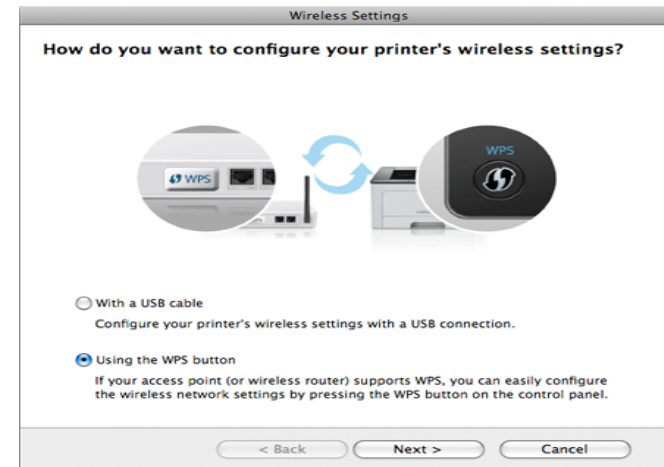 Wireless Settings
How do you want to configure your printer's wireless settings?
WPS
WPS
With a USB cable
Configure your printer's wireless settings with a USB connection.
Using the WPS button
If your access point (or wireless router) supports WPS, you can easily configure
the wireless network settings by pressing the WPS button on the control panel.
< Back Next > Cancel